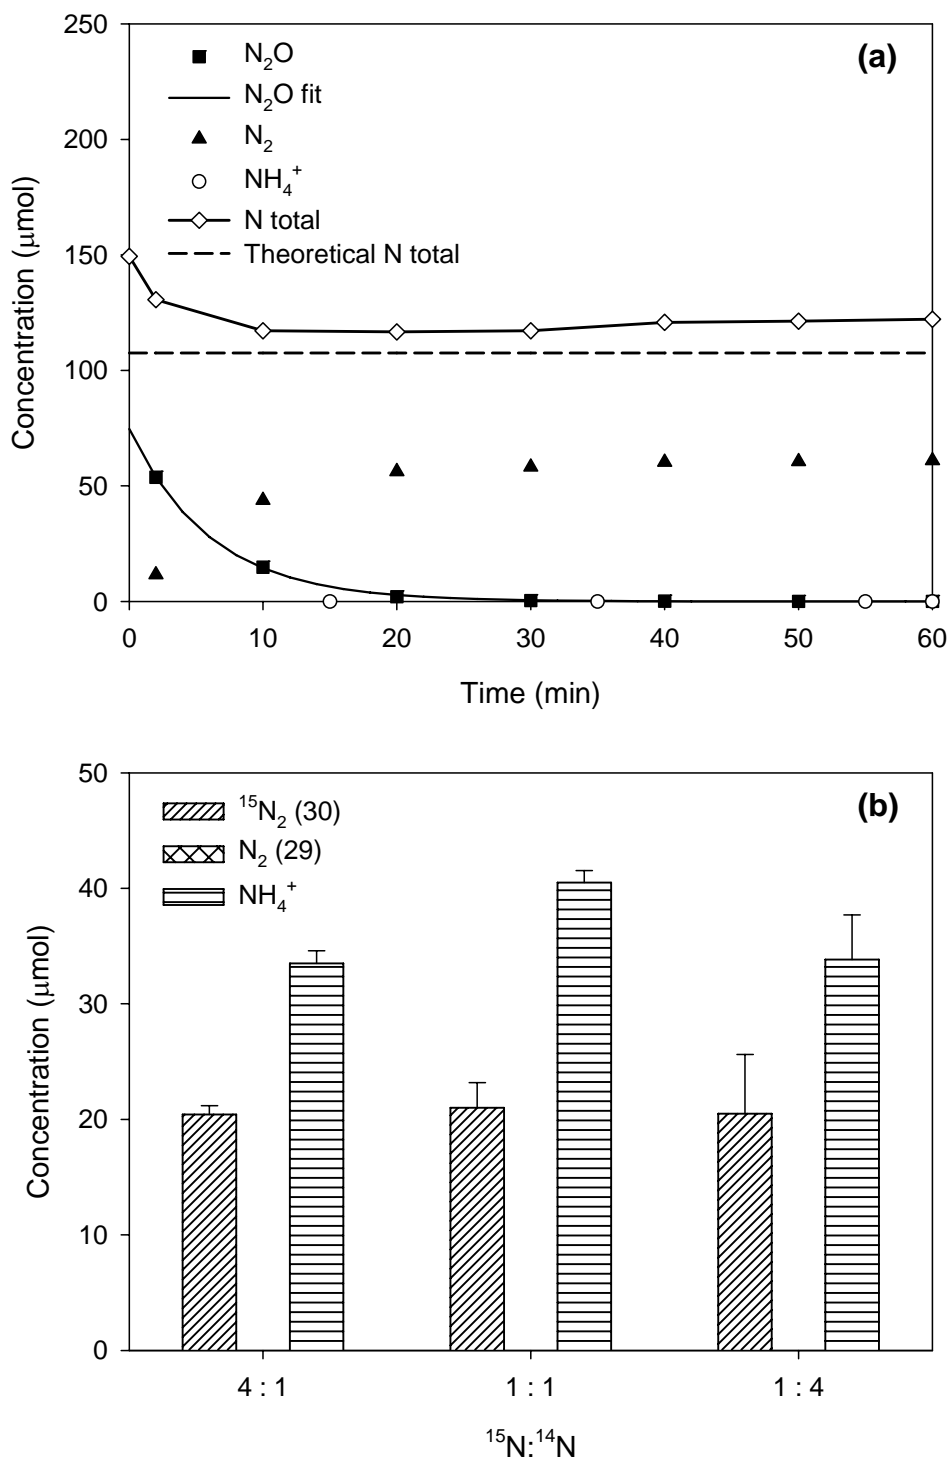 250
200
150
100
50
0
Concentration (μmol)
(a)
N₂O
N₂O fit
N₂
NH₄⁺
N total
Theoretical N total
0 10 20 30 40 50 60
Time (min)
50
40
30
20
10
0
Concentration (μmol)
(b)
¹⁵N₂ (30)
N₂ (29)
NH₄⁺
4 : 1 1 : 1 1 : 4
¹⁵N:¹⁴N